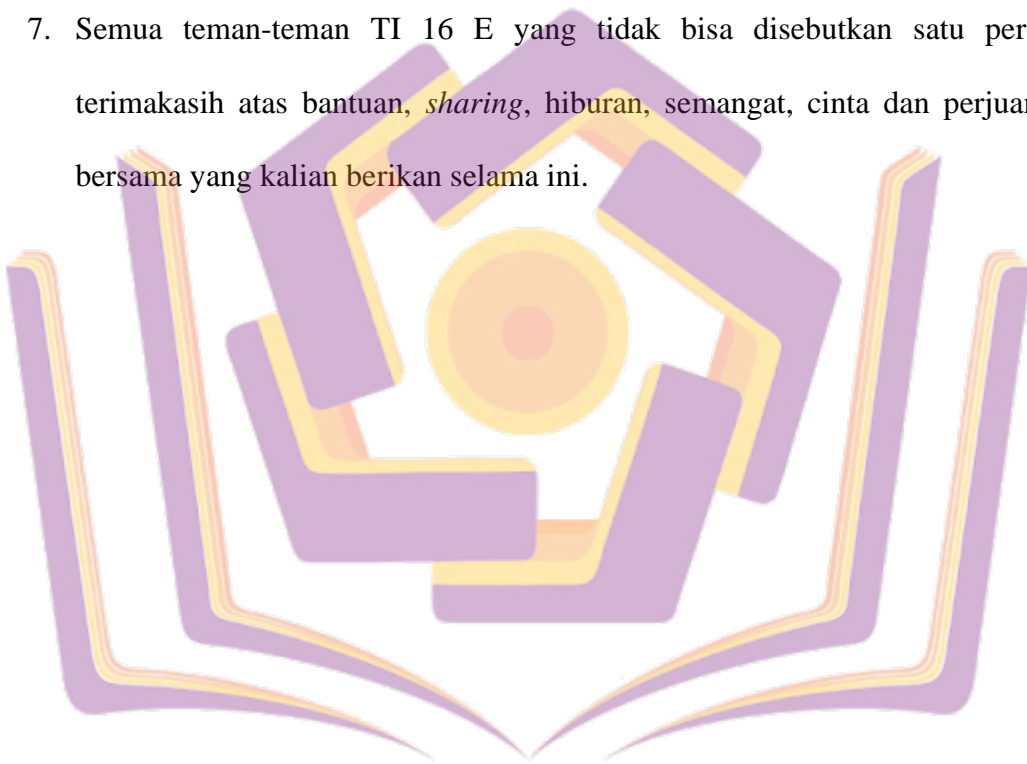 7. Semua teman-teman TI 16 E yang tidak bisa disebutkan satu per
terimakasih atas bantuan, sharing, hiburan, semangat, cinta dan perjuan
bersama yang kalian berikan selama ini.